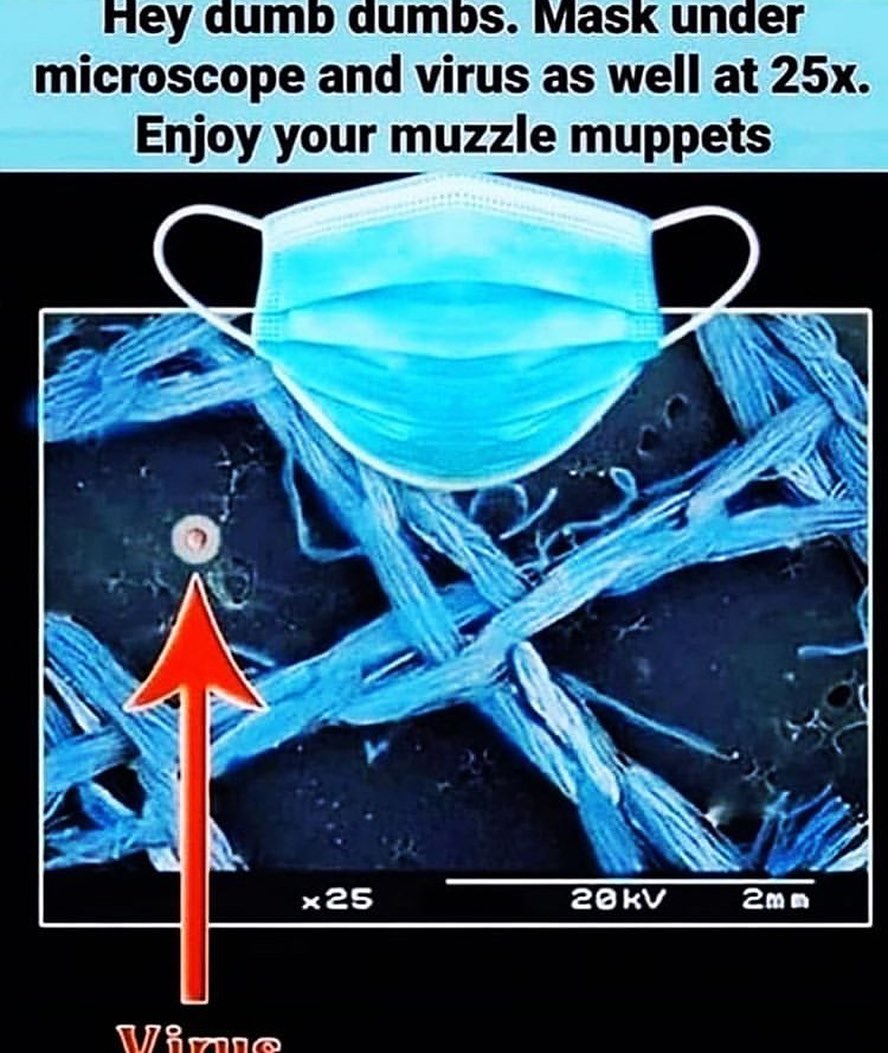 Hey dumb dumbs. Mask under
microscope and virus as well at 25x.
Enjoy your muzzle muppets
x25 20kV 2mm
Virus